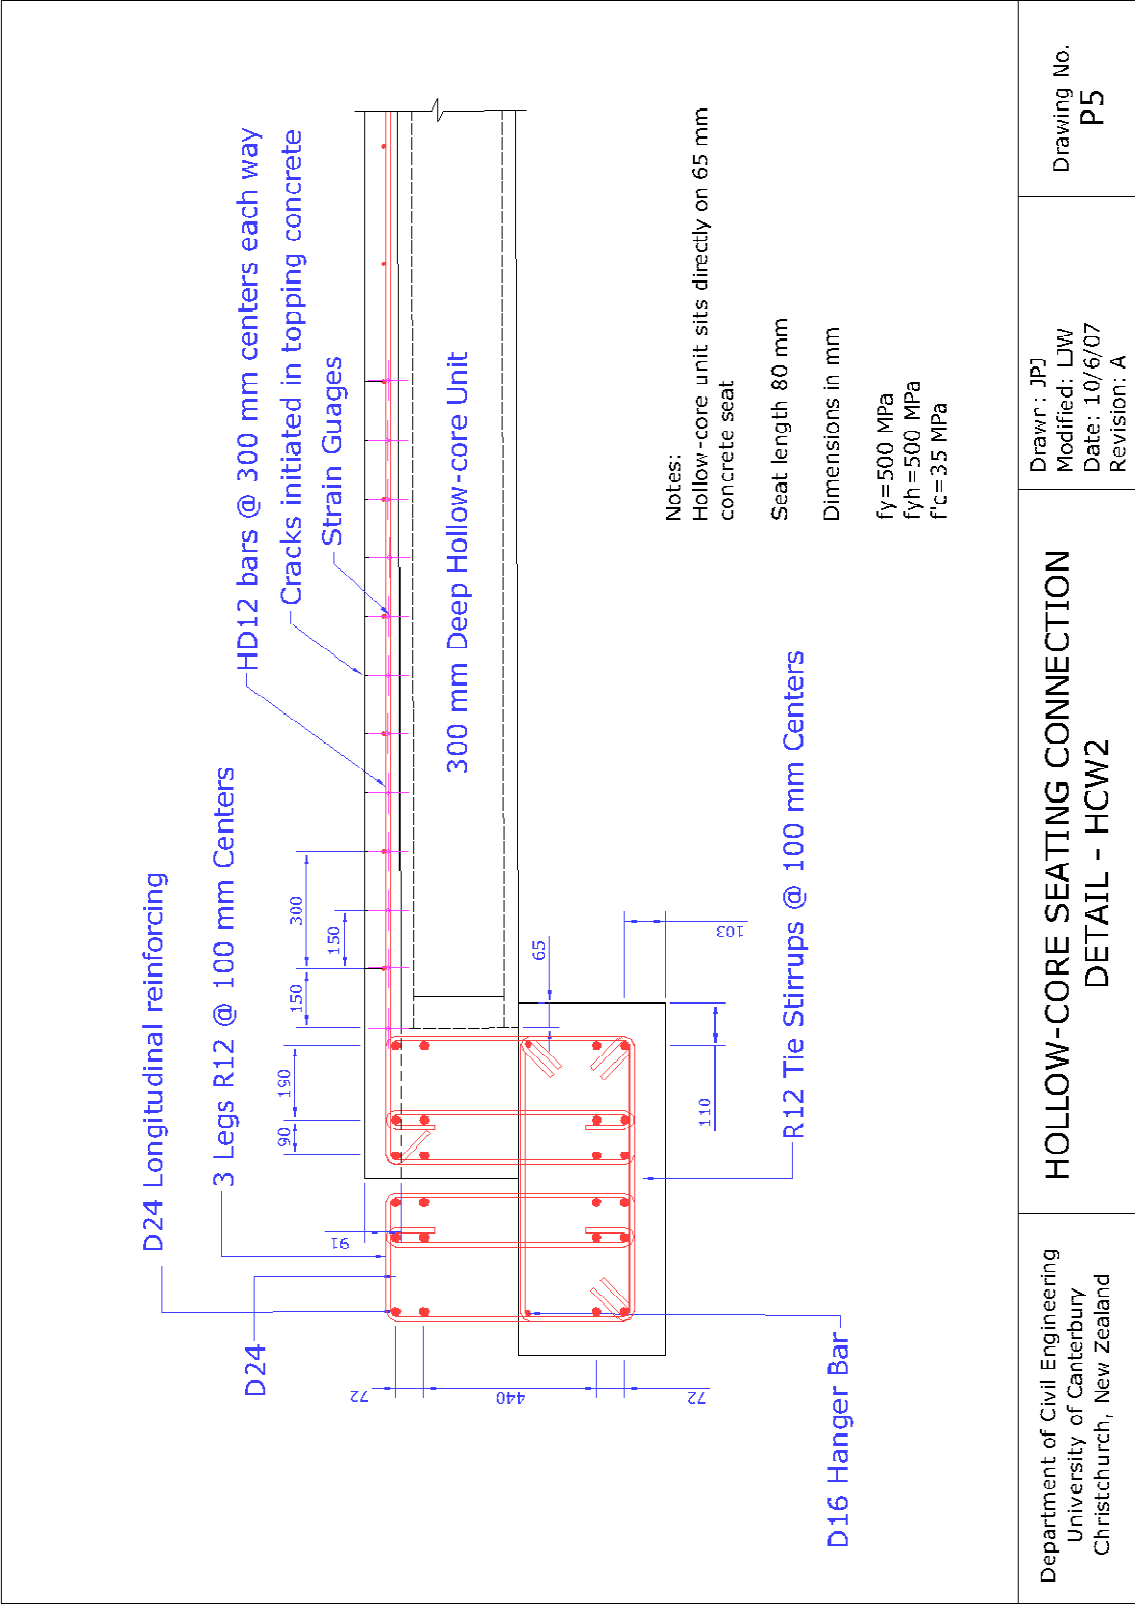 HD12 bars @ 300 mm centers each way
Cracks initiated in topping concrete
Strain Guages
D24 Longitudinal reinforcing
3 Legs R12 @ 100 mm Centers
D24
300 mm Deep Hollow-core Unit
90
150
150
300
150
91
65
103
110
72
440
72
R12 Tie Stirrups @ 100 mm Centers
D16 Hanger Bar
Notes:
Hollow-core unit sits directly on 65 mm
concrete seat
Seat length 80 mm
Dimensions in mm
fy=500 MPa
fyh=500 MPa
f'c=35 MPa
Department of Civil Engineering
University of Canterbury
Christchurch, New Zealand
HOLLOW-CORE SEATING CONNECTION
DETAIL - HCW2
Drawn: JPJ
Modified: LJW
Date: 10/6/07
Revision: A
Drawing No.
P5